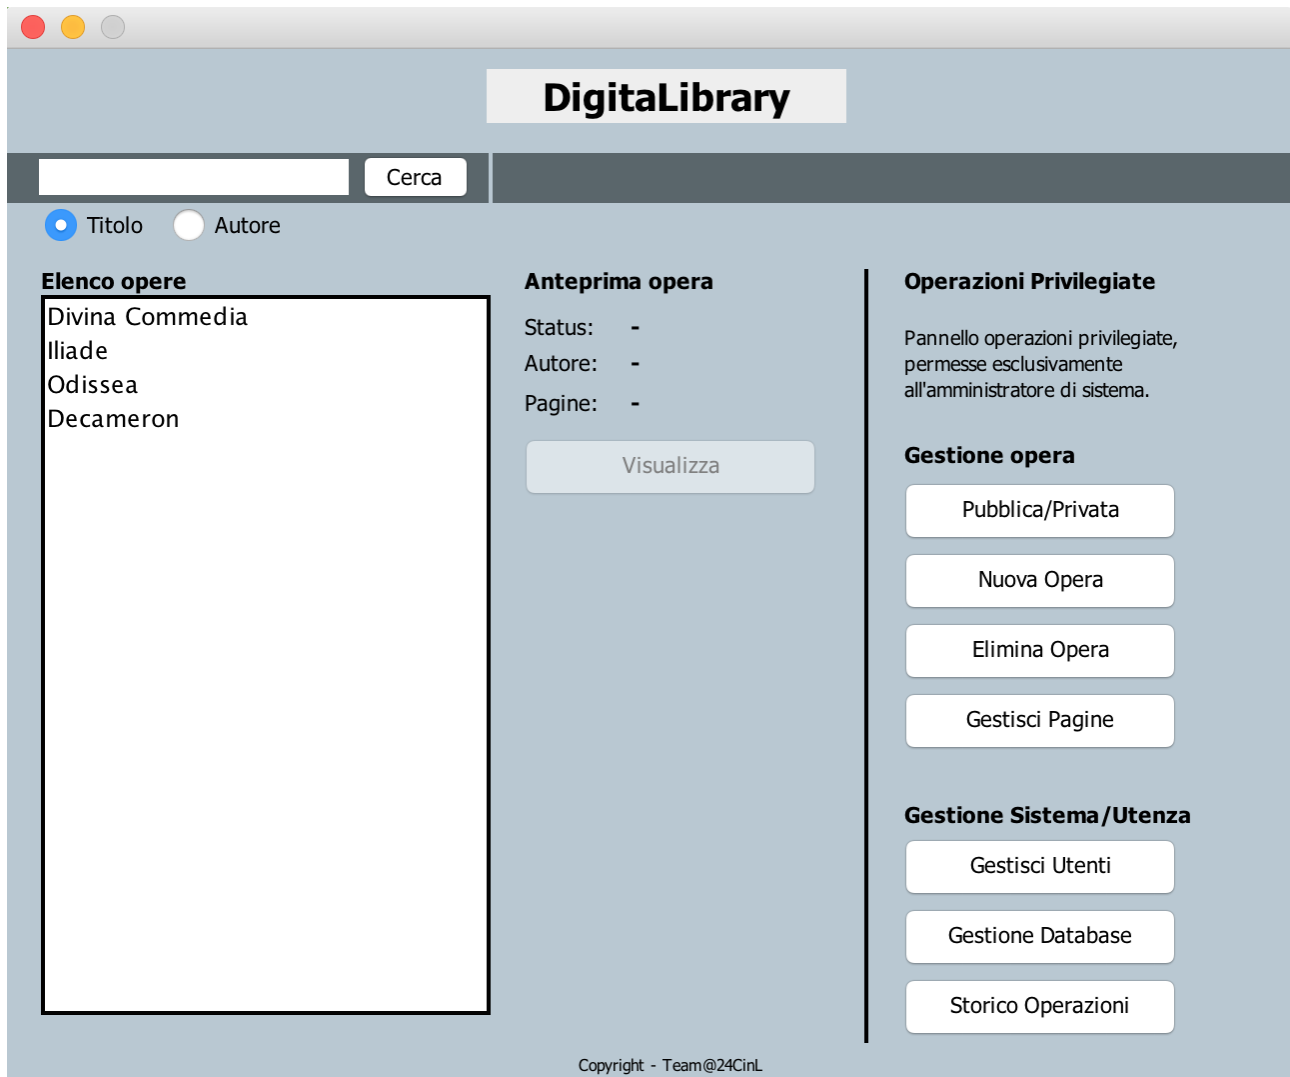 DigitaLibrary
Cerca
Titolo
Autore
Elenco opere
Divina Commedia
Iliade
Odissea
Decameron
Anteprima opera
Status: -
Autore: -
Pagine: -
Visualizza
Operazioni Privilegiate
Pannello operazioni privilegiate,
permesse esclusivamente
all'amministratore di sistema.
Gestione opera
Pubblica/Privata
Nuova Opera
Elimina Opera
Gestisci Pagine
Gestione Sistema/Utenza
Gestisci Utenti
Gestione Database
Storico Operazioni
Copyright - Team@24CinL